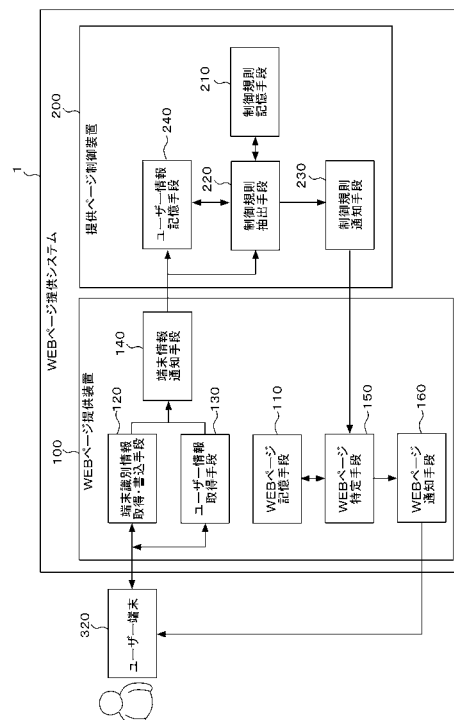 1
WEBページ提供システム
100
WEBページ提供装置
200
提供ページ制御装置
320
ユーザー端末
120
端末識別情報
取得・書込手段
130
ユーザー情報
取得手段
140
端末情報
通知手段
110
WEBページ
記憶手段
150
WEBページ
特定手段
160
WEBページ
通知手段
240
ユーザー情報
記憶手段
220
制御規則
抽出手段
210
制御規則
記憶手段
230
制御規則
通知手段